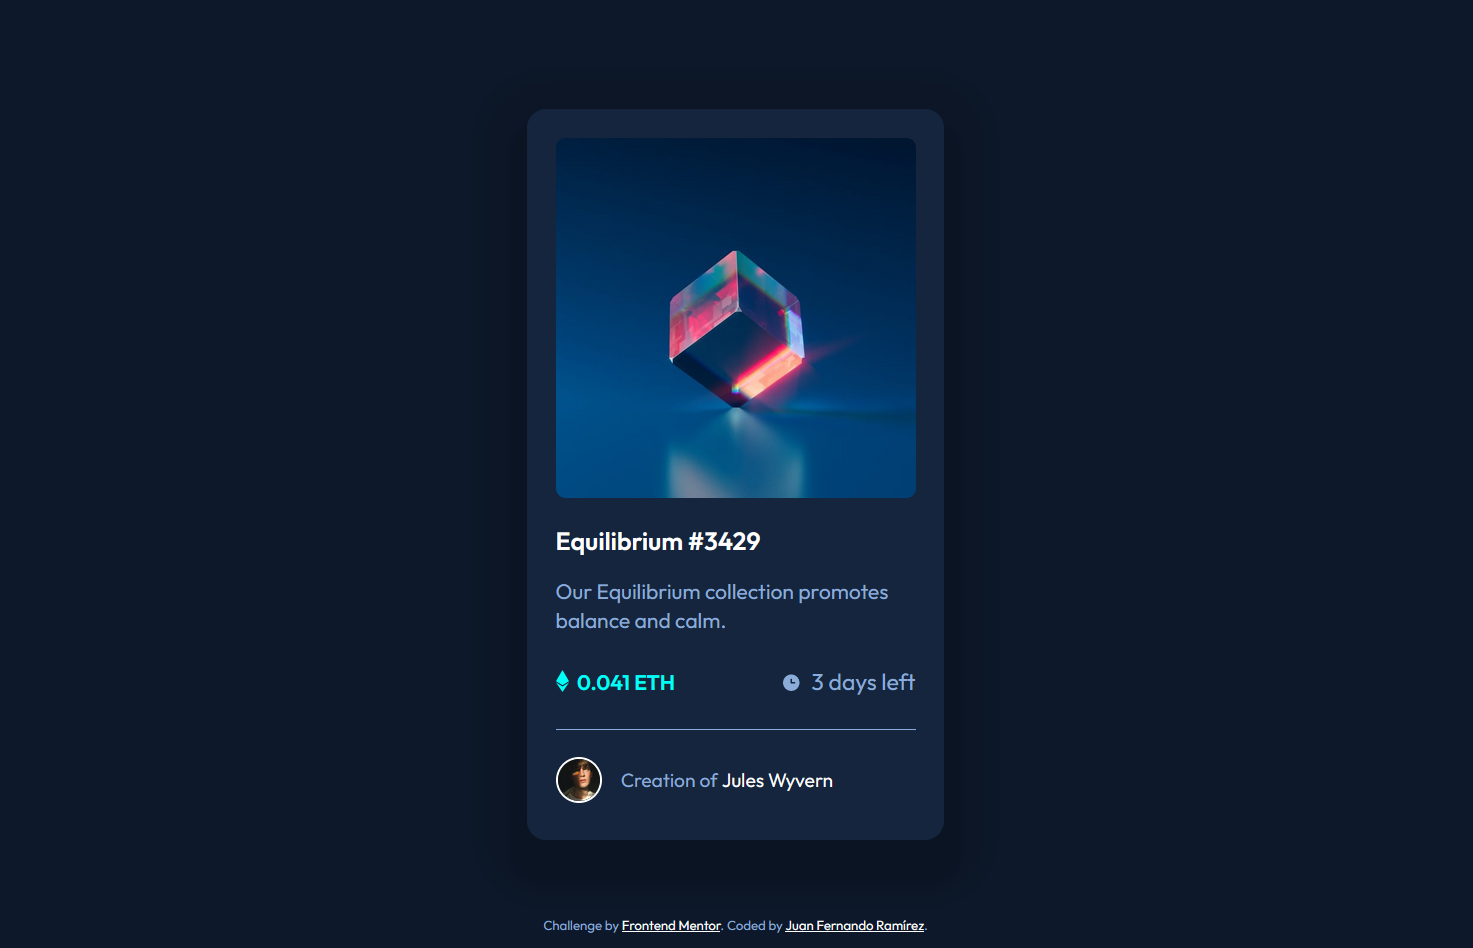 Equilibrium #3429
Our Equilibrium collection promotes
balance and calm.
0.041 ETH
3 days left
Creation of Jules Wyvern
Challenge by Frontend Mentor. Coded by Juan Fernando Ramírez.